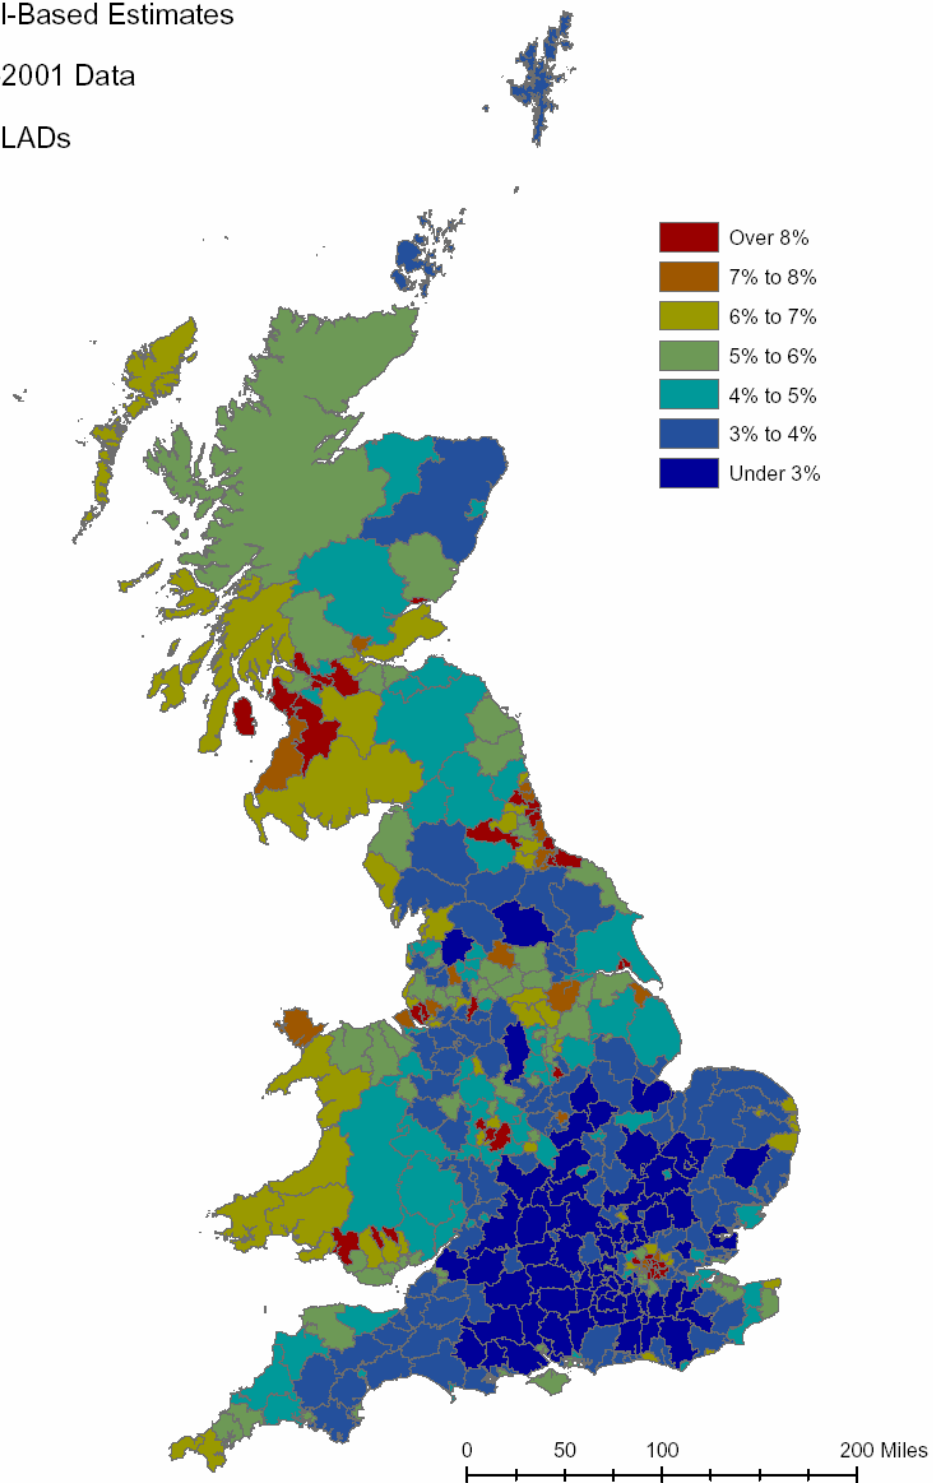 I-Based Estimates
2001 Data
LADs
Over 8%
7% to 8%
6% to 7%
5% to 6%
4% to 5%
3% to 4%
Under 3%
0 50 100 200 Miles